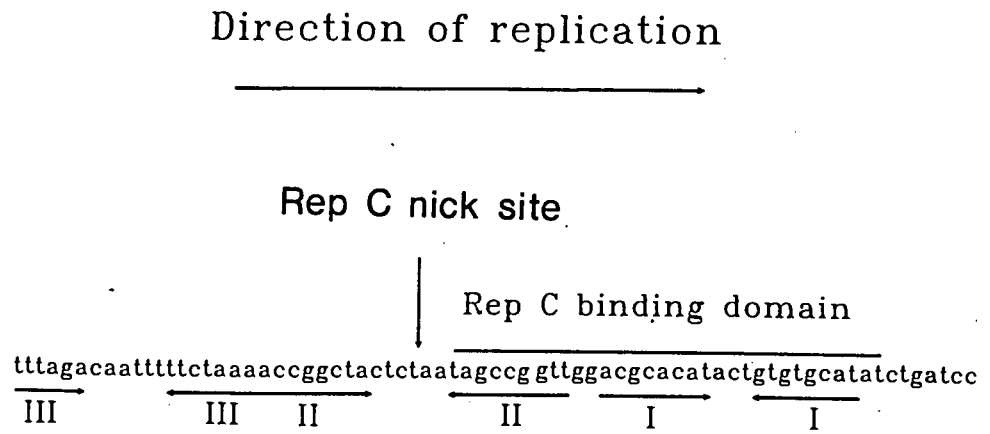 Direction of replication
Rep C nick site
Rep C binding domain
tttagacaatttttctaaaaccggctactctaatagccg gttggacgcacatactgtgtgcatatctgatcc
III III II II I I